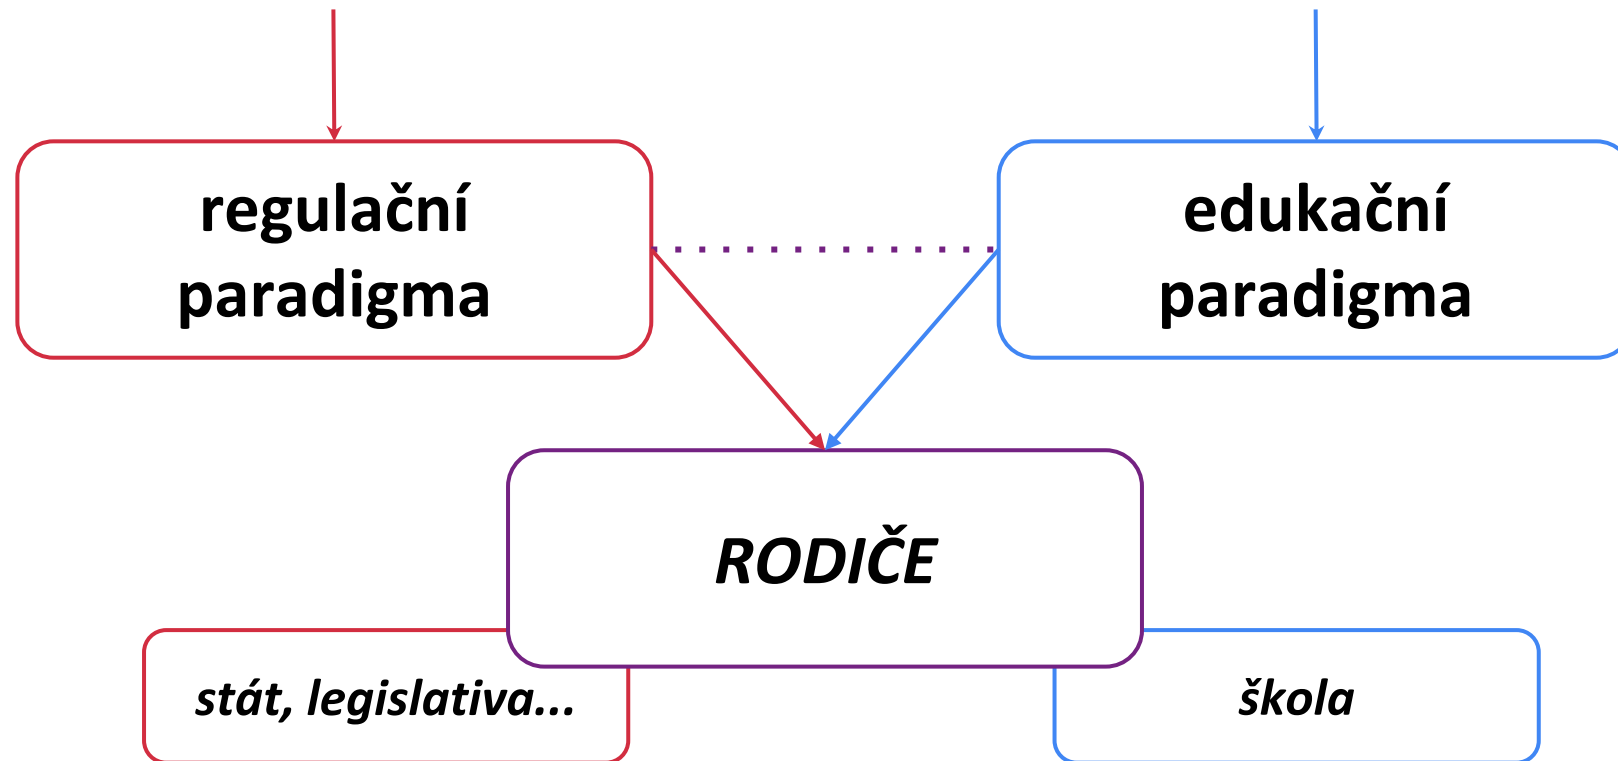 regulační
paradigma
edukační
paradigma
RODIČE
stát, legislativa...
škola